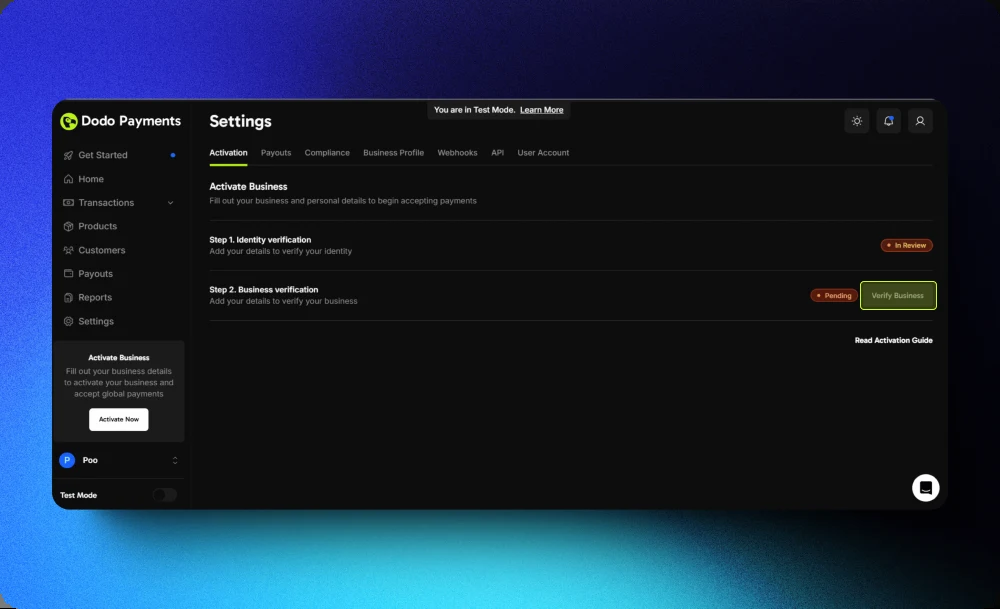 You are in Test Mode. Learn More
Dodo Payments
Get Started
Home
Transactions
Products
Customers
Payouts
Reports
Settings
Activate Business
Fill out your business details
to activate your business and
accept global payments
Activate Now
P Poo
Test Mode
Settings
Activation Payouts Compliance Business Profile Webhooks API User Account
Activate Business
Fill out your business and personal details to begin accepting payments
Step 1. Identity verification
Add your details to verify your identity
In Review
Step 2. Business verification
Add your details to verify your business
Pending Verify Business
Read Activation Guide